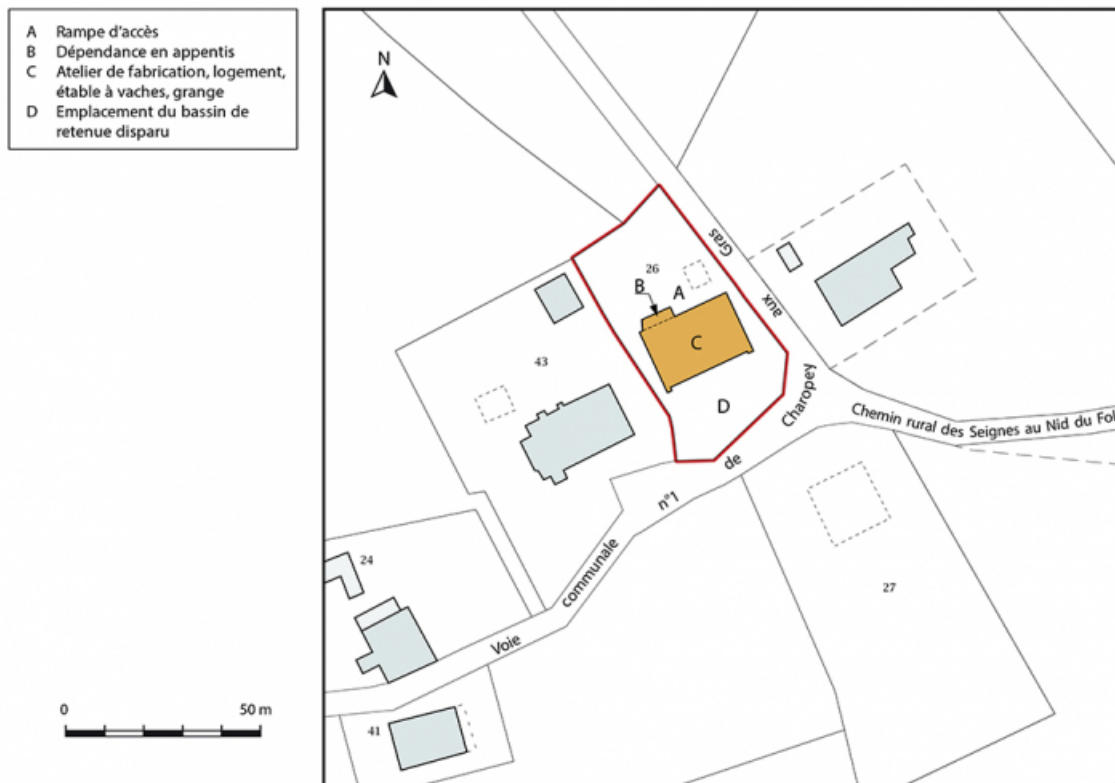 A Rampe d'accès
B Dépendance en appentis
C Atelier de fabrication, logement,
étable à vaches, grange
D Emplacement du bassin de
retenue disparu
N
Gras
26
B
A
aux
C
43
Charopey
D
Chemin rural des Seignes au Nid du Fol
de
n°1
24
communale
27
Voie
0
50 m
41